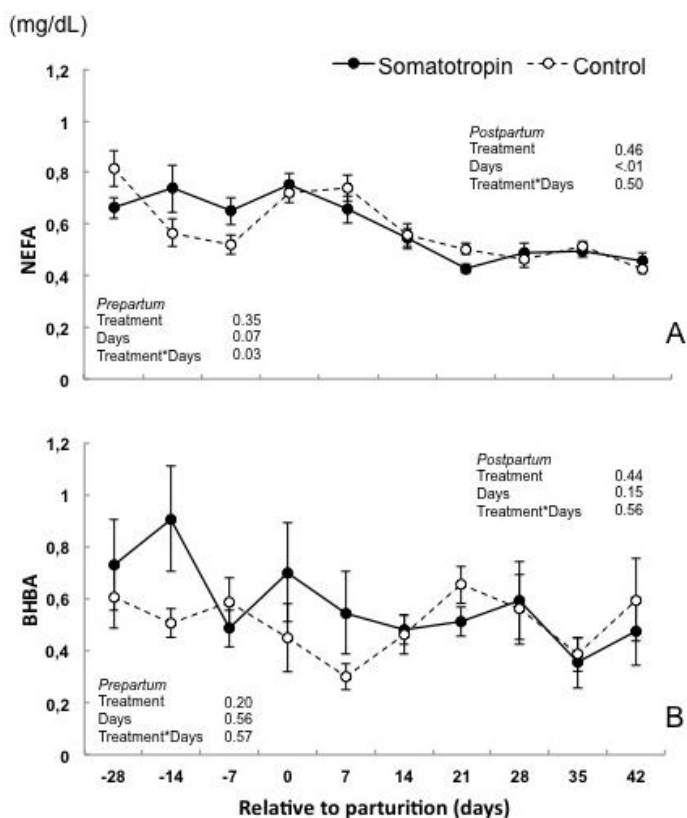 (mg/dL)
Somatotropin Control
1,2
1
0,8
0,6
0,4
0,2
0
NEFA
Postpartum
Treatment 0.46
Days <.01
Treatment*Days 0.50
Prepartum
Treatment 0.35
Days 0.07
Treatment*Days 0.03
A
1,2
1
0,8
0,6
0,4
0,2
0
BHBA
Postpartum
Treatment 0.44
Days 0.15
Treatment*Days 0.56
Prepartum
Treatment 0.20
Days 0.56
Treatment*Days 0.57
B
-28 -14 -7 0 7 14 21 28 35 42
Relative to parturition (days)